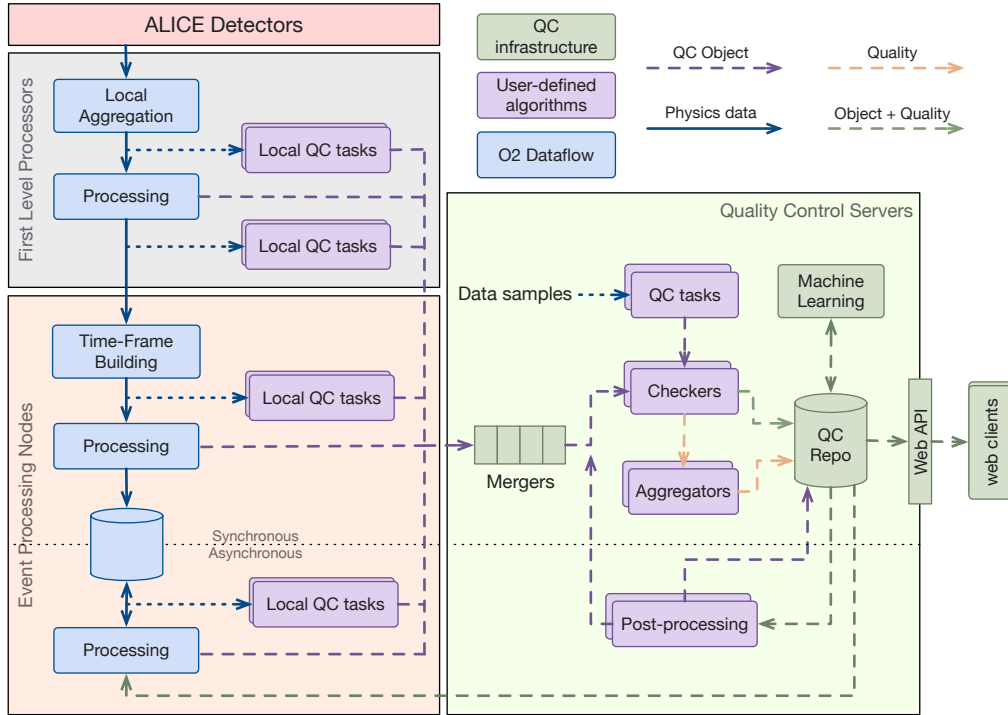 ALICE Detectors
QC
infrastructure
QC Object
Quality
User-defined
algorithms
Physics data
Object + Quality
O2 Dataflow
First Level Processors
Local
Aggregation
Local QC tasks
Processing
Local QC tasks
Event Processing Nodes
Time-Frame
Building
Local QC tasks
Processing
Synchronous
Asynchronous
Local QC tasks
Processing
Quality Control Servers
Data samples
QC tasks
Machine
Learning
Checkers
Mergers
Aggregators
QC
Repo
Web API
web clients
Post-processing